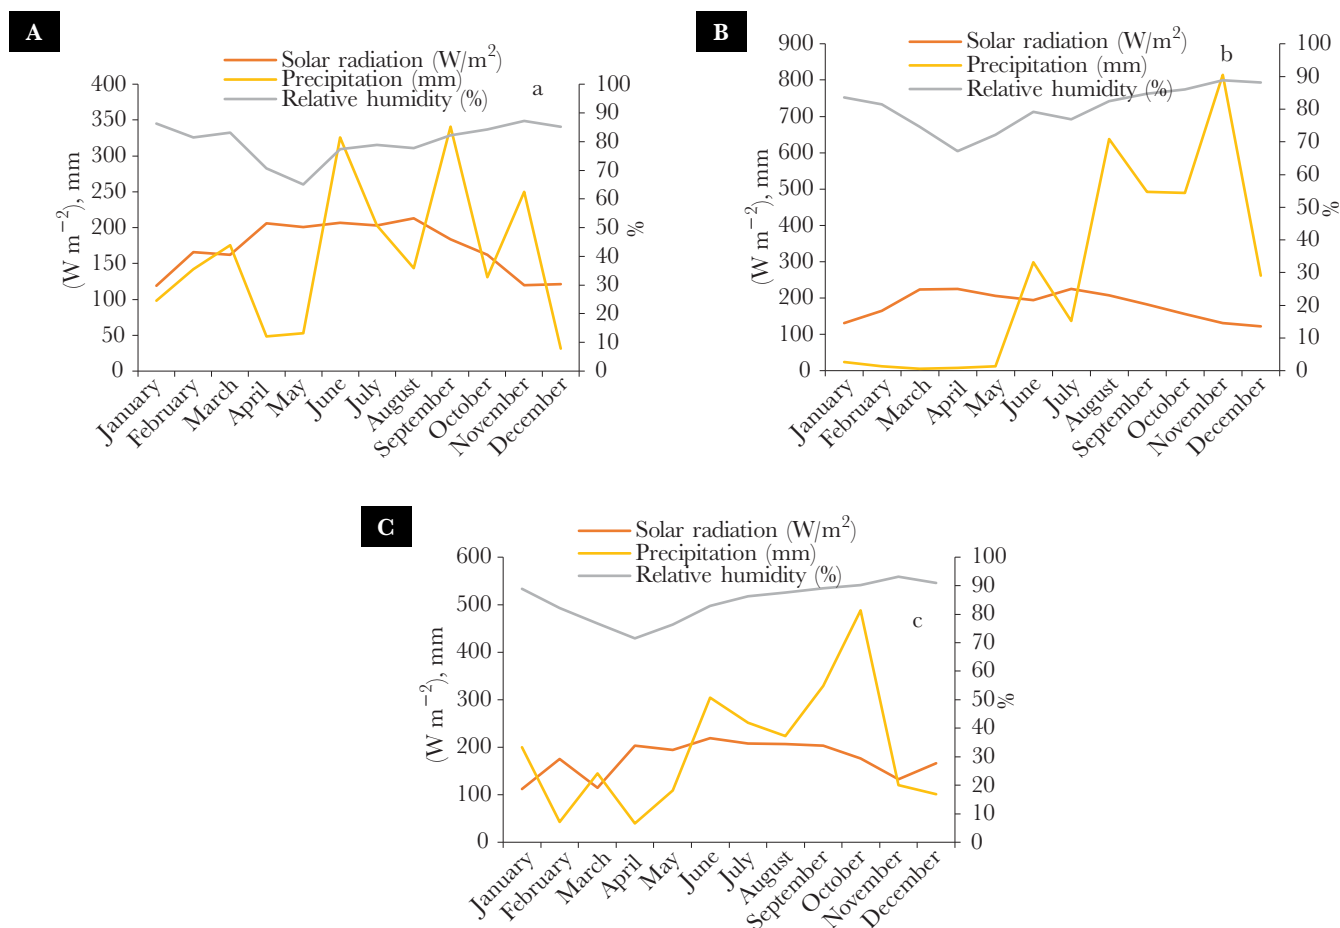 A
Solar radiation (W/m²)
Precipitation (mm)
Relative humidity (%)
a
400
350
300
250
200
150
100
50
0
(W m⁻²), mm
100
90
80
70
60
50
40
30
20
10
0
%
January
February
March
April
May
June
July
August
September
October
November
December
B
Solar radiation (W/m²)
Precipitation (mm)
Relative humidity (%)
b
900
800
700
600
500
400
300
200
100
0
(W m⁻²), mm
100
90
80
70
60
50
40
30
20
10
0
%
January
February
March
April
May
June
July
August
September
October
November
December
C
Solar radiation (W/m²)
Precipitation (mm)
Relative humidity (%)
c
600
500
400
300
200
100
0
(W m⁻²), mm
100
90
80
70
60
50
40
30
20
10
0
%
January
February
March
April
May
June
July
August
September
October
November
December